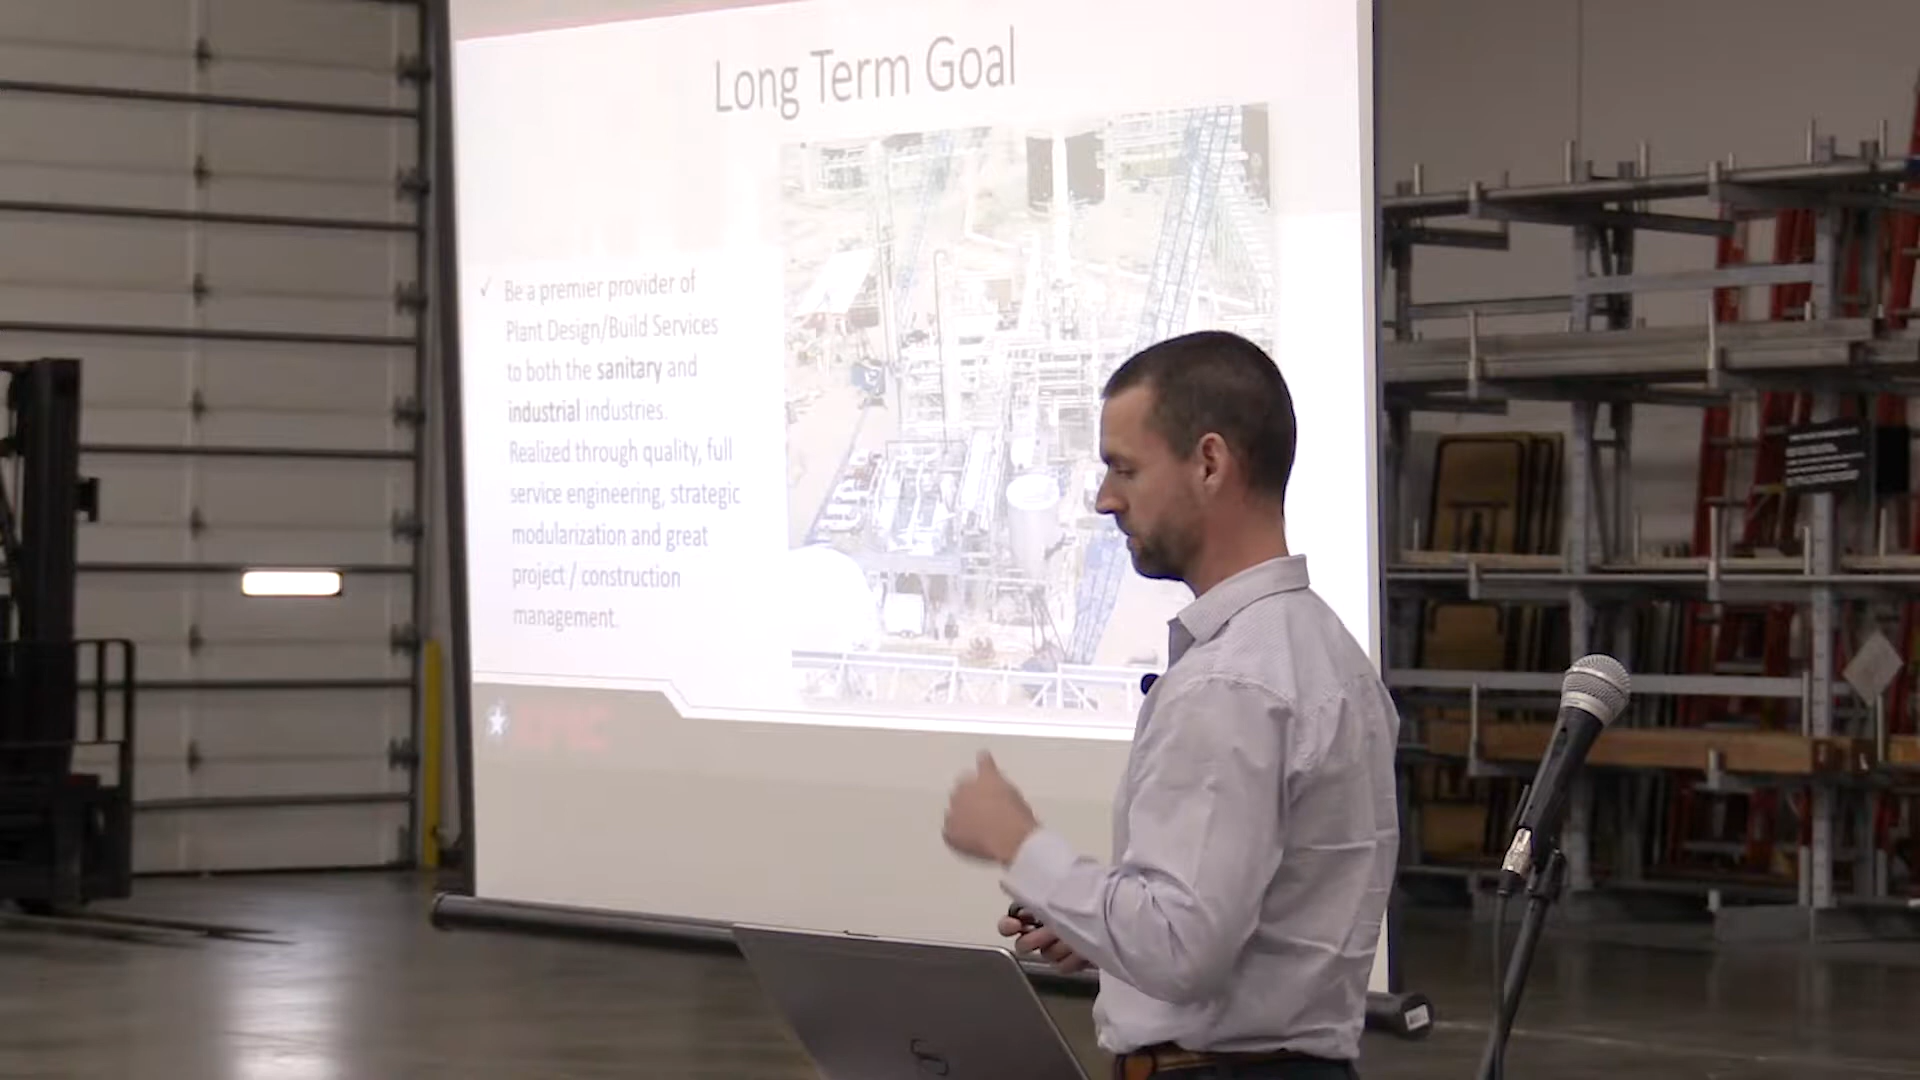 Long Term Goal
✓ Be a premier provider of
Plant Design/Build Services
to both the sanitary and
industrial industries.
Realized through quality, full
service engineering, strategic
modularization and great
project / construction
management.